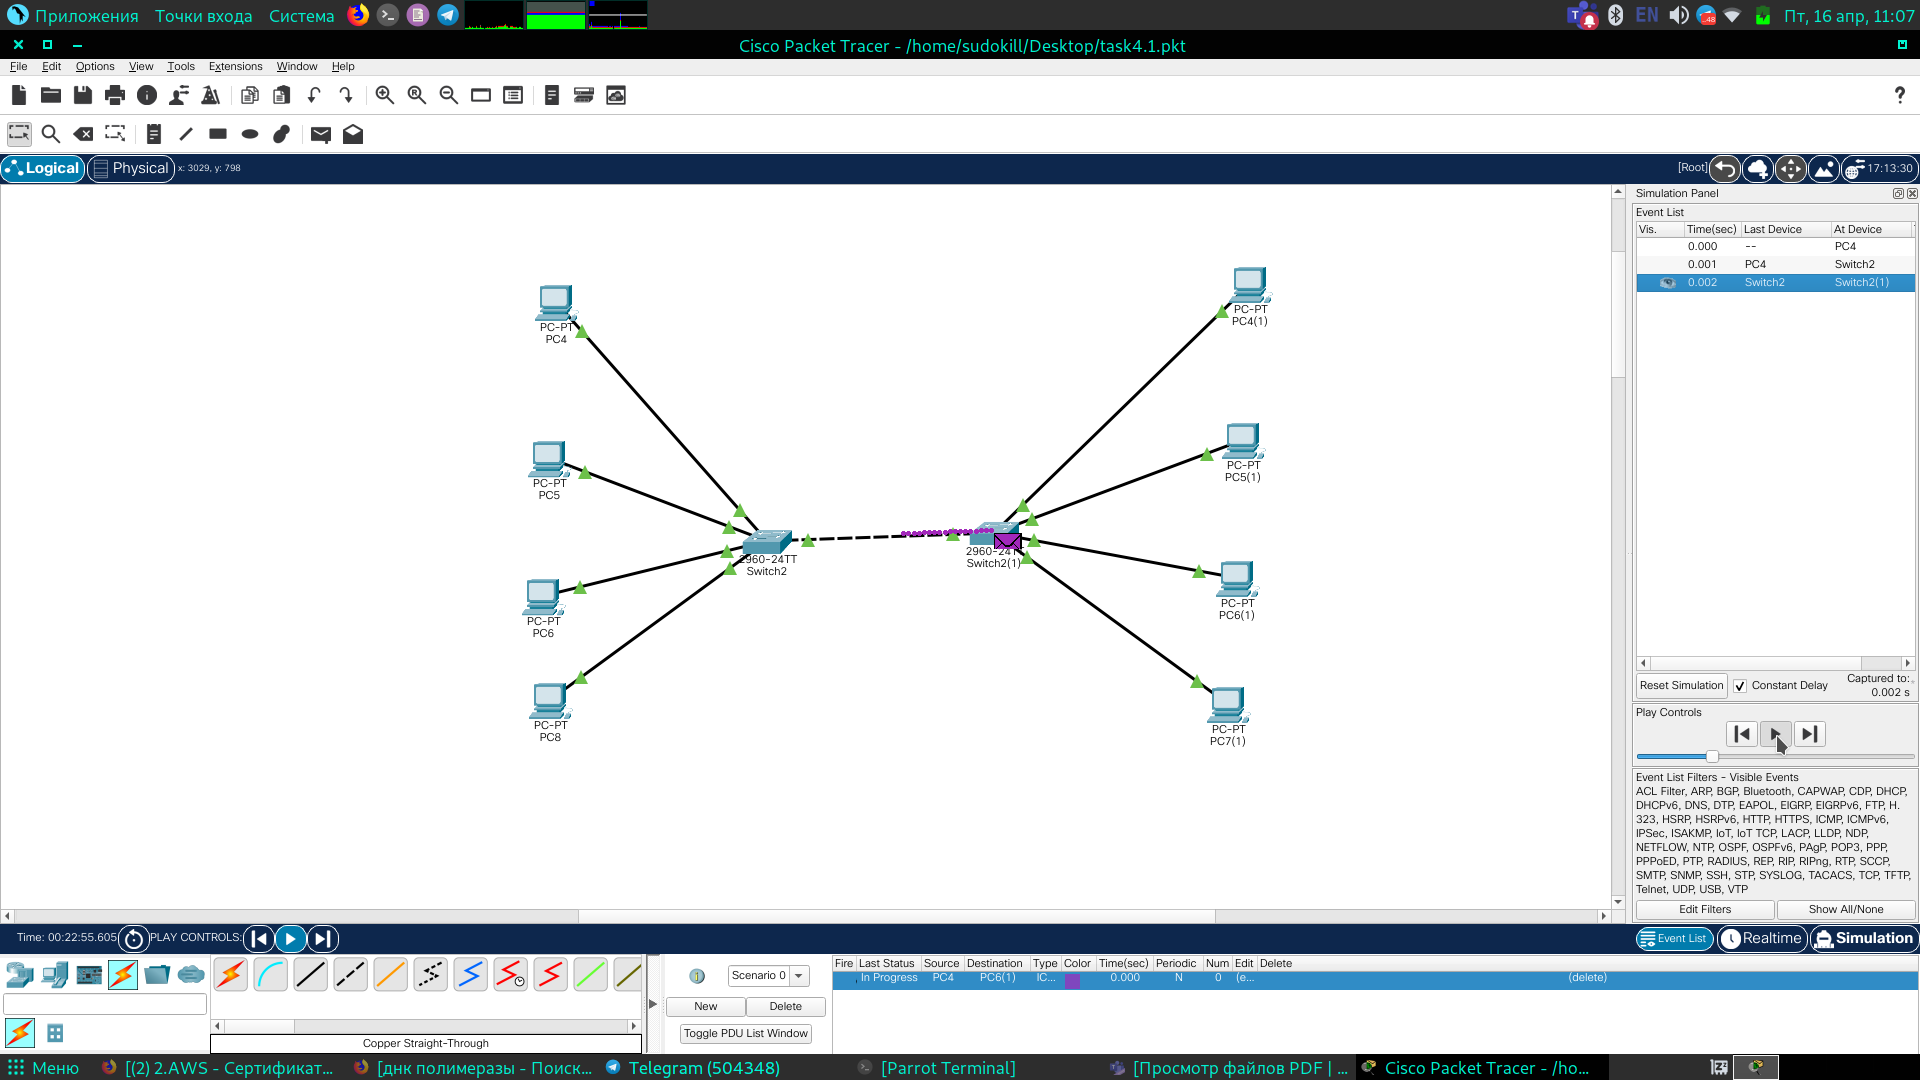 Приложения Точки входа Система EN 48 Пт, 16 апр, 11:07
Cisco Packet Tracer - /home/sudokill/Desktop/task4.1.pkt
File Edit Options View Tools Extensions Window Help
?
Logical Physical x: 3029, y: 798 [Root] 17:13:30
Simulation Panel
Event List
Vis. Time(sec) Last Device At Device
0.000 -- PC4
0.001 PC4 Switch2
0.002 Switch2 Switch2(1)
PC-PT
PC4
PC-PT
PC4(1)
PC-PT
PC5
PC-PT
PC5(1)
2960-24TT
Switch2
2960-24TT
Switch2(1)
PC-PT
PC6
PC-PT
PC6(1)
PC-PT
PC8
PC-PT
PC7(1)
Reset Simulation Constant Delay Captured to:
0.002 s
Play Controls
Event List Filters - Visible Events
ACL Filter, ARP, BGP, Bluetooth, CAPWAP, CDP, DHCP,
DHCPv6, DNS, DTP, EAPOL, EIGRP, EIGRPv6, FTP, H.
323, HSRP, HSRPv6, HTTP, HTTPS, ICMP, ICMPv6,
IPSec, ISAKMP, IoT, IoT TCP, LACP, LLDP, NDP,
NETFLOW, NTP, OSPF, OSPFv6, PAgP, POP3, PPP,
PPPoED, PTP, RADIUS, REP, RIP, RIPng, RTP, SCCP,
SMTP, SNMP, SSH, STP, SYSLOG, TACACS, TCP, TFTP,
Telnet, UDP, USB, VTP
Edit Filters Show All/None
Time: 00:22:55.605 PLAY CONTROLS: Event List Realtime Simulation
Scenario 0
New Delete
Toggle PDU List Window
Fire Last Status Source Destination Type Color Time(sec) Periodic Num Edit Delete
In Progress PC4 PC6(1) IC... 0.000 N 0 (e... (delete)
Copper Straight-Through
Меню [(2) 2.AWS - Сертификат... [днк полимеразы - Поиск... Telegram (504348) [Parrot Terminal] [Просмотр файлов PDF | ... Cisco Packet Tracer - /ho...